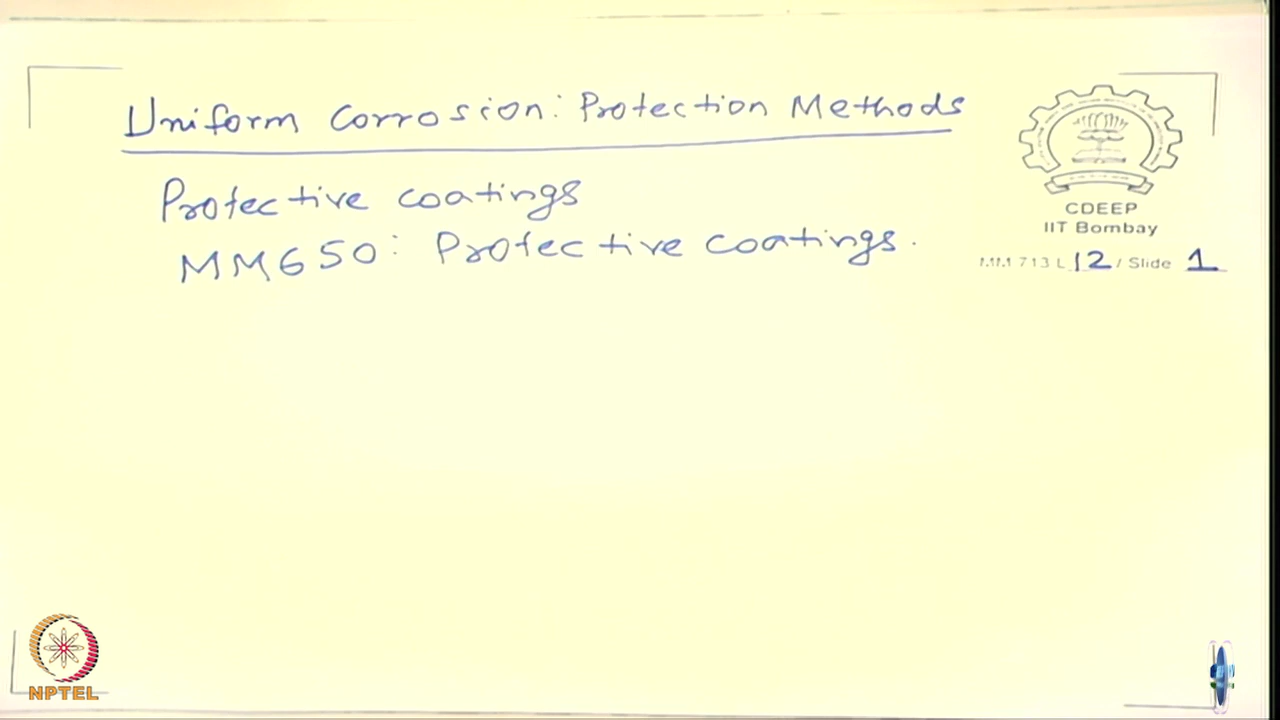 Uniform Corrosion: Protection Methods
Protective coatings
MM650: Protective coatings.
CDEEP
IIT Bombay
MM 713 L 12 / Slide 1
NPTEL